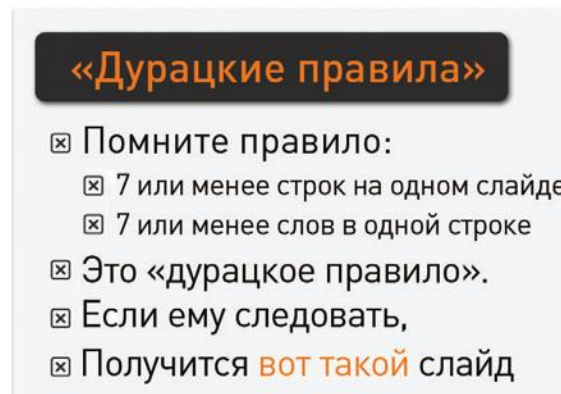 «Дурацкие правила»
Помните правило:
7 или менее строк на одном слайде
7 или менее слов в одной строке
Это «дурацкое правило».
Если ему следовать,
Получится вот такой слайд